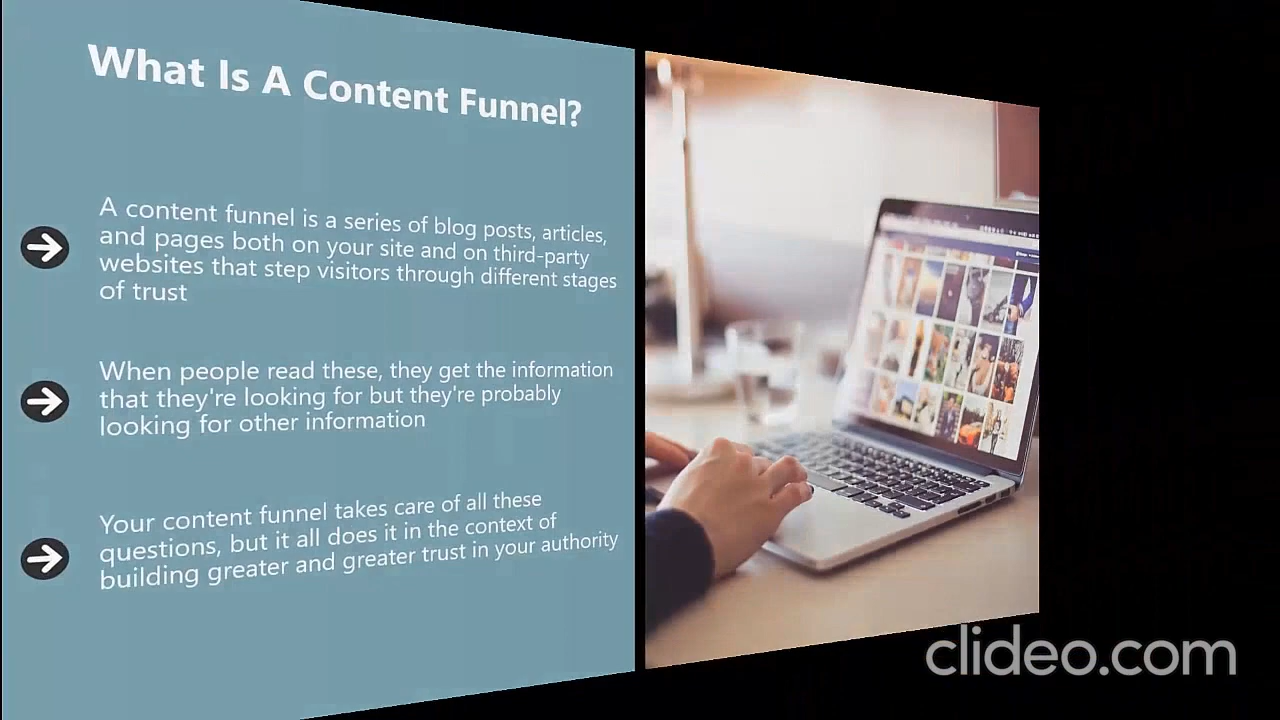 What Is A Content Funnel?
A content funnel is a series of blog posts, articles,
and pages both on your site and on third-party
websites that step visitors through different stages
of trust
When people read these, they get the information
that they're looking for but they're probably
looking for other information
Your content funnel takes care of all these
questions, but it all does it in the context of
building greater and greater trust in your authority
clideo.com